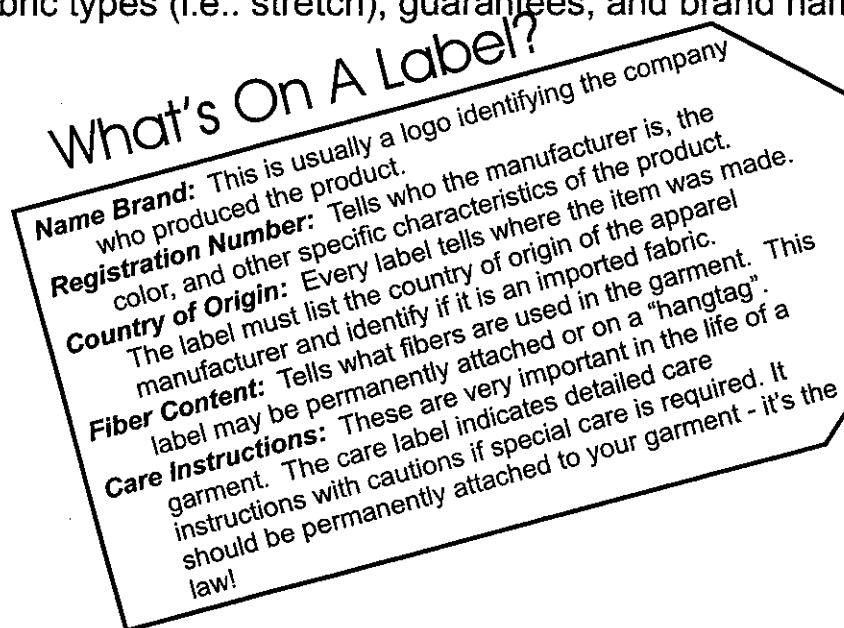 bric types (i.e.. stretch), guarantees, and brand nam
What's On A Label?
Name Brand: This is usually a logo identifying the company
who produced the product.
Registration Number: Tells who the manufacturer is, the
color, and other specific characteristics of the product.
Country of Origin: Every label tells where the item was made.
The label must list the country of origin of the apparel
manufacturer and identify if it is an imported fabric.
Fiber Content: Tells what fibers are used in the garment. This
label may be permanently attached or on a "hangtag".
Care Instructions: These are very important in the life of a
garment. The care label indicates detailed care
instructions with cautions if special care is required. It
should be permanently attached to your garment - it's the
law!